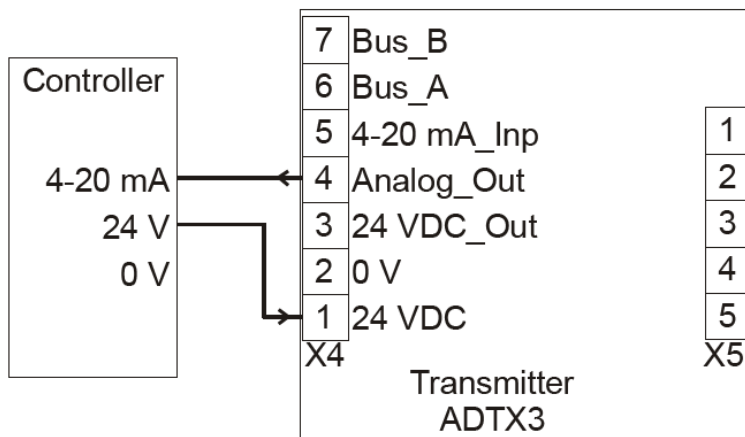 Controller
4-20 mA
24 V
0 V
7 Bus_B
6 Bus_A
5 4-20 mA_Inp
4 Analog_Out
3 24 VDC_Out
2 0 V
1 24 VDC
X4
1
2
3
4
5
X5
Transmitter
ADTX3